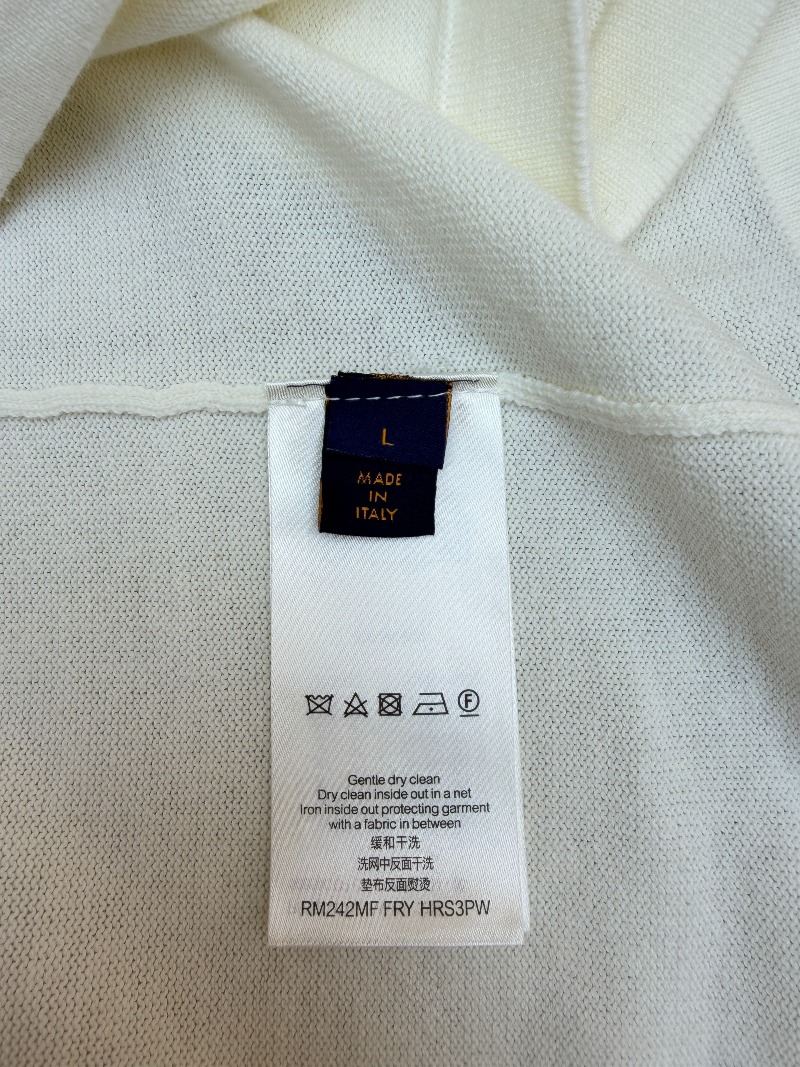 L
MADE
IN
ITALY
F
Gentle dry clean
Dry clean inside out in a net
Iron inside out protecting garment
with a fabric in between
缓和干洗
洗网中反面干洗
垫布反面熨烫
RM242MF FRY HRS3PW